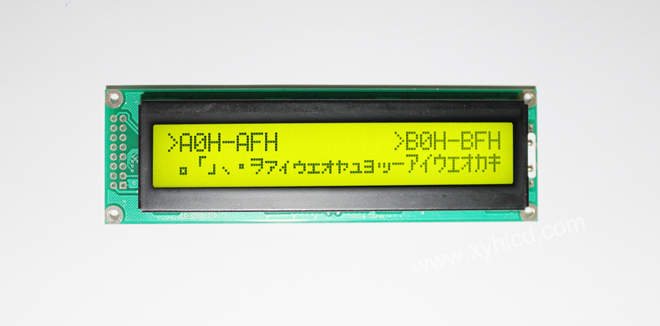 >A0H-AFH >B0H-BFH
。「」、・ヲァィゥェォャュョッーアイウエオカキ
www.xyhlcd.com